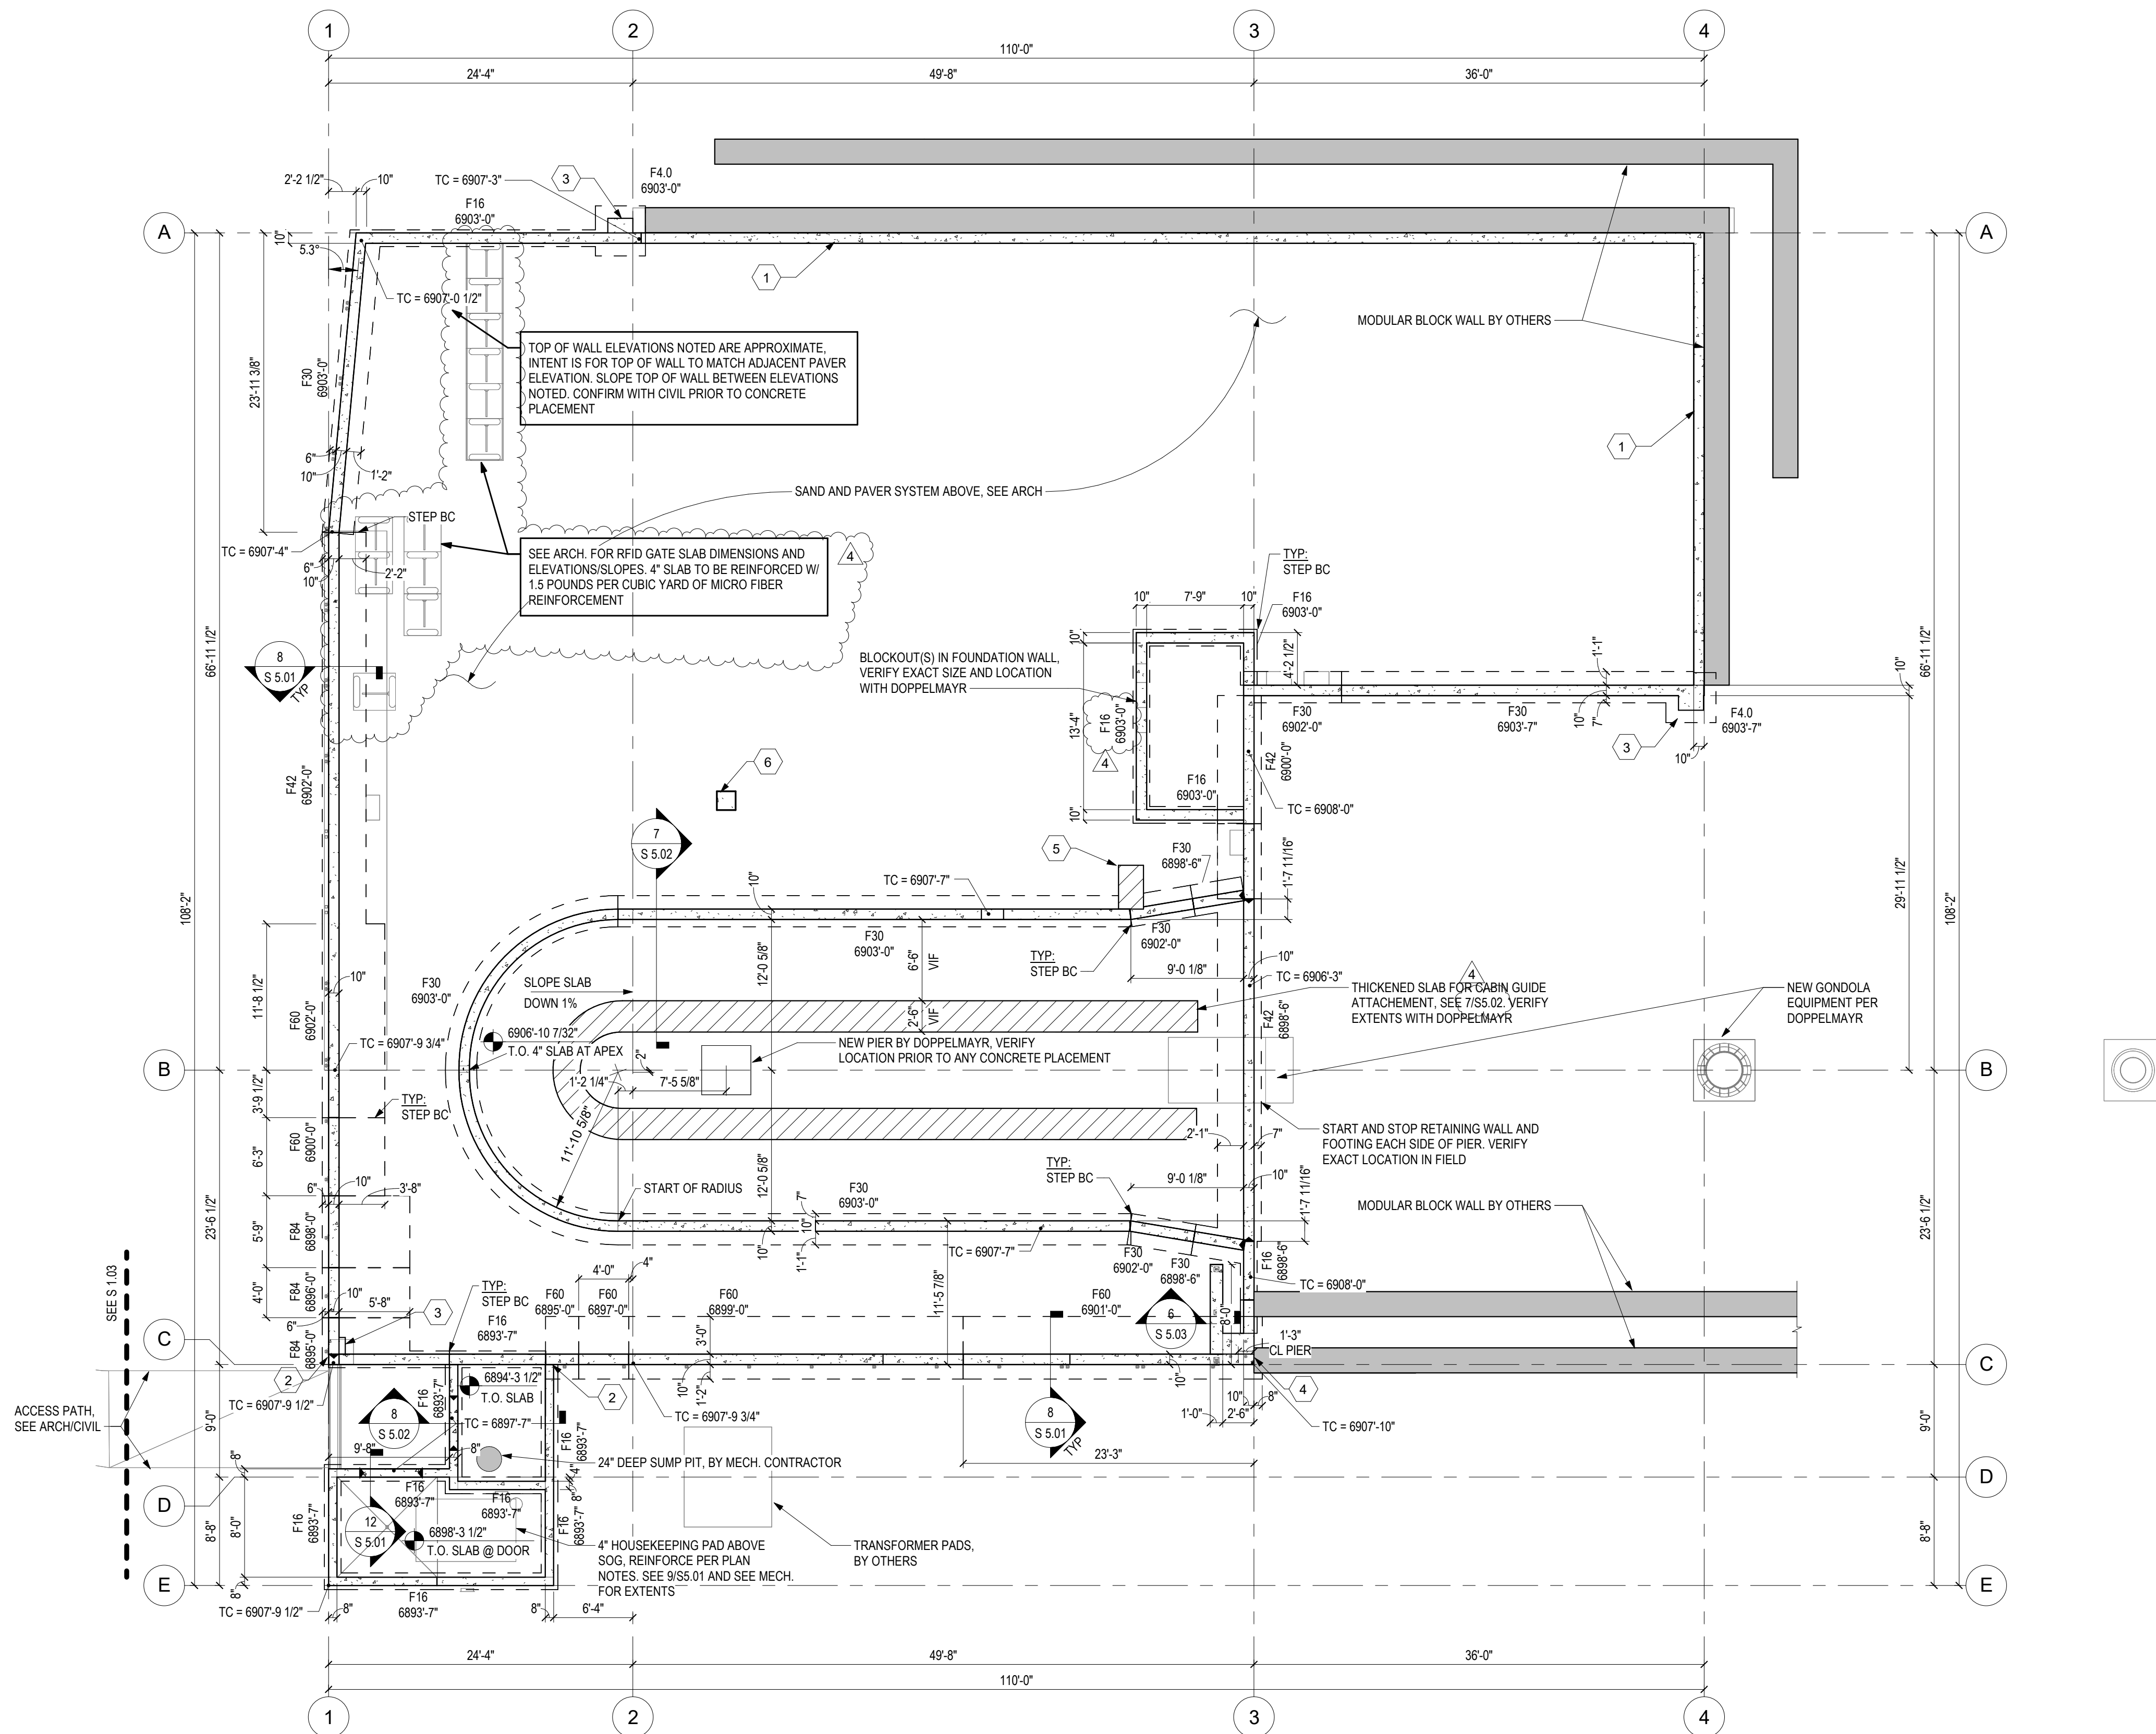 1
2
3
4
110'-0"
24'-4"
49'-8"
36'-0"
2'-2 1/2"
10"
TC = 6907'-3"
3
F4.0
6903'-0"
F16
6903'-0"
A
A
10"
5.3°
1
TC = 6907'-0 1/2"
MODULAR BLOCK WALL BY OTHERS
TOP OF WALL ELEVATIONS NOTED ARE APPROXIMATE,
INTENT IS FOR TOP OF WALL TO MATCH ADJACENT PAVER
ELEVATION. SLOPE TOP OF WALL BETWEEN ELEVATIONS
NOTED. CONFIRM WITH CIVIL PRIOR TO CONCRETE
PLACEMENT
F30
6903'-0"
23'-11 3/8"
1
6"
10"
1'-2"
SAND AND PAVER SYSTEM ABOVE, SEE ARCH
STEP BC
TC = 6907'-4"
6"
10"
2'-2"
SEE ARCH. FOR RFID GATE SLAB DIMENSIONS AND
ELEVATIONS/SLOPES. 4" SLAB TO BE REINFORCED W/
1.5 POUNDS PER CUBIC YARD OF MICRO FIBER
REINFORCEMENT
4
TYP:
STEP BC
10"
7'-9"
10"
F16
6903'-0"
10"
4'-2 1/2"
1'-1"
66'-11 1/2"
66'-11 1/2"
8
S 5.01
TYP
BLOCKOUT(S) IN FOUNDATION WALL,
VERIFY EXACT SIZE AND LOCATION
WITH DOPPELMAYR
10"
13'-4"
F16
6903'-0"
4
F30
6902'-0"
F30
6903'-7"
10"
7"
F4.0
6903'-7"
3
10"
F42
6900'-0"
F42
6902'-0"
6
F16
6903'-0"
TC = 6908'-0"
10"
7
S 5.02
5
F30
6898'-6"
1'-7 11/16"
29'-11 1/2"
108'-2"
108'-2"
TC = 6907'-7"
10"
F30
6903'-0"
F30
6902'-0"
TYP:
STEP BC
9'-0 1/8"
10"
TC = 6906'-3"
11'-8 1/2"
10"
F30
6903'-0"
SLOPE SLAB
DOWN 1%
12'-0 5/8"
6'-6"
VIF
2'-6"
VIF
4
THICKENED SLAB FOR CABIN GUIDE
ATTACHEMENT, SEE 7/S5.02. VERIFY
EXTENTS WITH DOPPELMAYR
NEW GONDOLA
EQUIPMENT PER
DOPPELMAYR
F60
6902'-0"
F42
6898'-6"
6906'-10 7/32"
T.O. 4" SLAB AT APEX
TC = 6907'-9 3/4"
NEW PIER BY DOPPELMAYR, VERIFY
LOCATION PRIOR TO ANY CONCRETE PLACEMENT
2"
B
B
1'-2 1/4"
7'-5 5/8"
3'-9 1/2"
TYP:
STEP BC
F60
6900'-0"
6'-3"
11'-10 5/8"
2'-1"
7"
START AND STOP RETAINING WALL AND
FOOTING EACH SIDE OF PIER. VERIFY
EXACT LOCATION IN FIELD
6"
10"
3'-8"
START OF RADIUS
12'-0 5/8"
7"
10"
F30
6903'-0"
TYP:
STEP BC
9'-0 1/8"
10"
1'-7 11/16"
MODULAR BLOCK WALL BY OTHERS
23'-6 1/2"
23'-6 1/2"
5'-9"
F84
6898'-0"
10"
1'-1"
TC = 6907'-7"
F30
6902'-0"
F30
6898'-6"
F16
6898'-6"
SEE S 1.03
4'-0"
F84
6896'-0"
10"
5'-8"
3
6"
TYP:
STEP BC
F16
6893'-7"
4'-0"
4"
F60
6895'-0"
F60
6897'-0"
F60
6899'-0"
3'-0"
11'-5 7/8"
F60
6901'-0"
6
S 5.03
8'-0"
TC = 6908'-0"
1'-3"
CL PIER
C
C
F84
6895'-0"
2
TC = 6907'-9 1/2"
F16
6893'-7"
6894'-3 1/2"
T.O. SLAB
2
10"
1'-2"
10"
4
10"
8"
1'-0"
2'-6"
TC = 6907'-10"
ACCESS PATH,
SEE ARCH/CIVIL
8
S 5.02
TC = 6897'-7"
TC = 6907'-9 3/4"
8
S 5.01
TYP
9'-0"
9'-0"
9'-8"
8"
F16
6893'-7"
24" DEEP SUMP PIT, BY MECH. CONTRACTOR
23'-3"
8"
4"
8"
D
D
F16
6893'-7"
F16
6893'-7"
F16
6893'-7"
F16
6893'-7"
12
S 5.01
6898'-3 1/2"
T.O. SLAB @ DOOR
8'-8"
8'-0"
8'-8"
4" HOUSEKEEPING PAD ABOVE
SOG, REINFORCE PER PLAN
NOTES. SEE 9/S5.01 AND SEE MECH.
FOR EXTENTS
TRANSFORMER PADS,
BY OTHERS
E
E
8"
TC = 6907'-9 1/2"
8"
F16
6893'-7"
8"
6'-4"
24'-4"
49'-8"
36'-0"
110'-0"
1
2
3
4